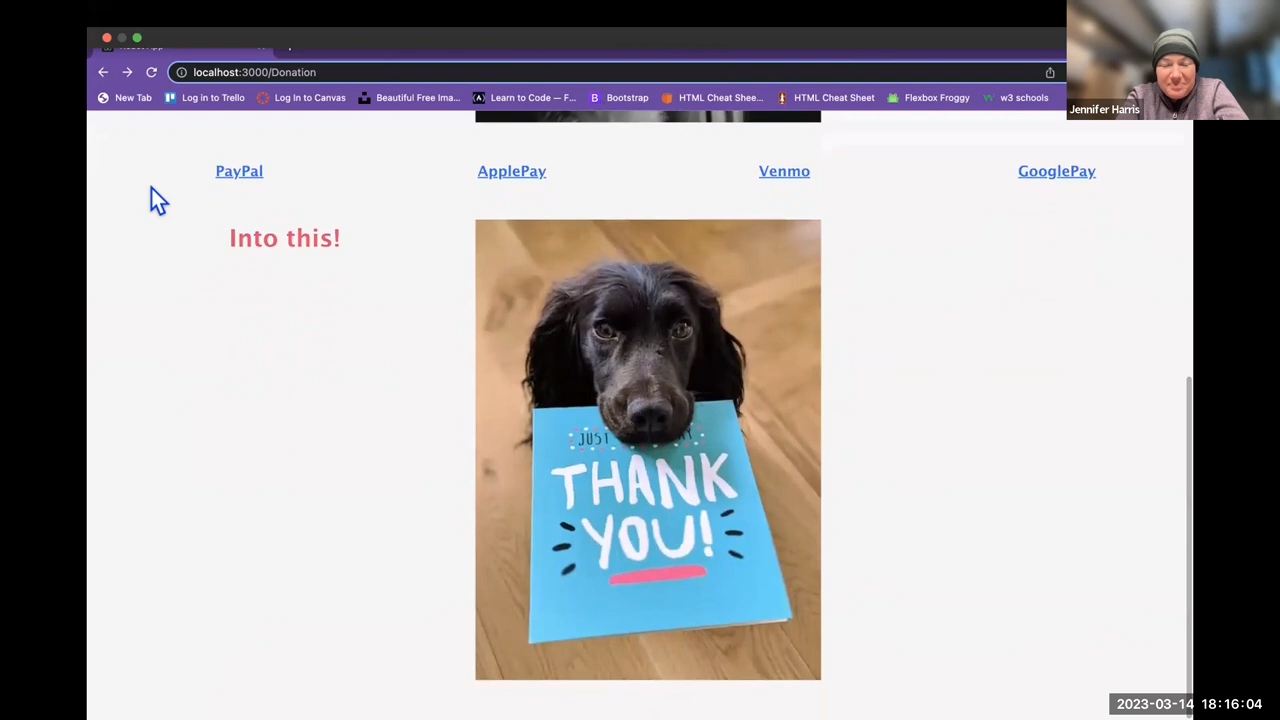 localhost:3000/Donation
New Tab
Log in to Trello
Log In to Canvas
Beautiful Free Ima...
Learn to Code — F...
Bootstrap
HTML Cheat Shee...
HTML Cheat Sheet
Flexbox Froggy
w3 schools
Jennifer Harris
PayPal
ApplePay
Venmo
GooglePay
Into this!
JUST
THANK
YOU!
2023-03-14 18:16:04